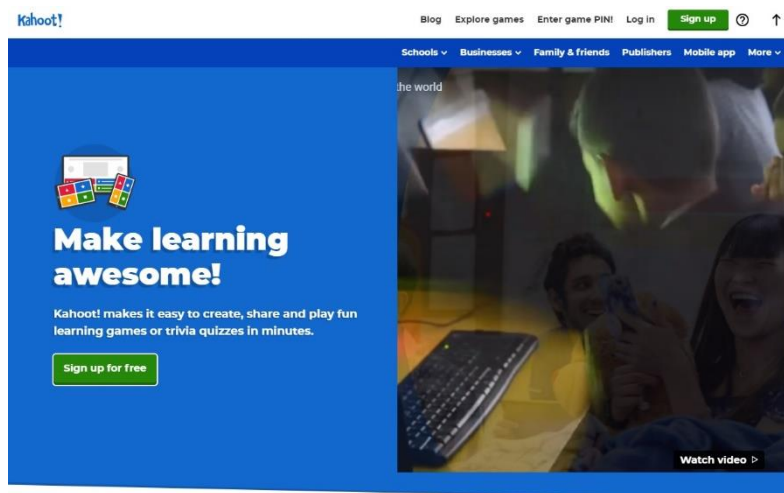 Kahoot!
Blog Explore games Enter game PIN! Log in Sign up
Schools Businesses Family & friends Publishers Mobile app More
the world
Make learning
awesome!
Kahoot! makes it easy to create, share and play fun
learning games or trivia quizzes in minutes.
Sign up for free
Watch video